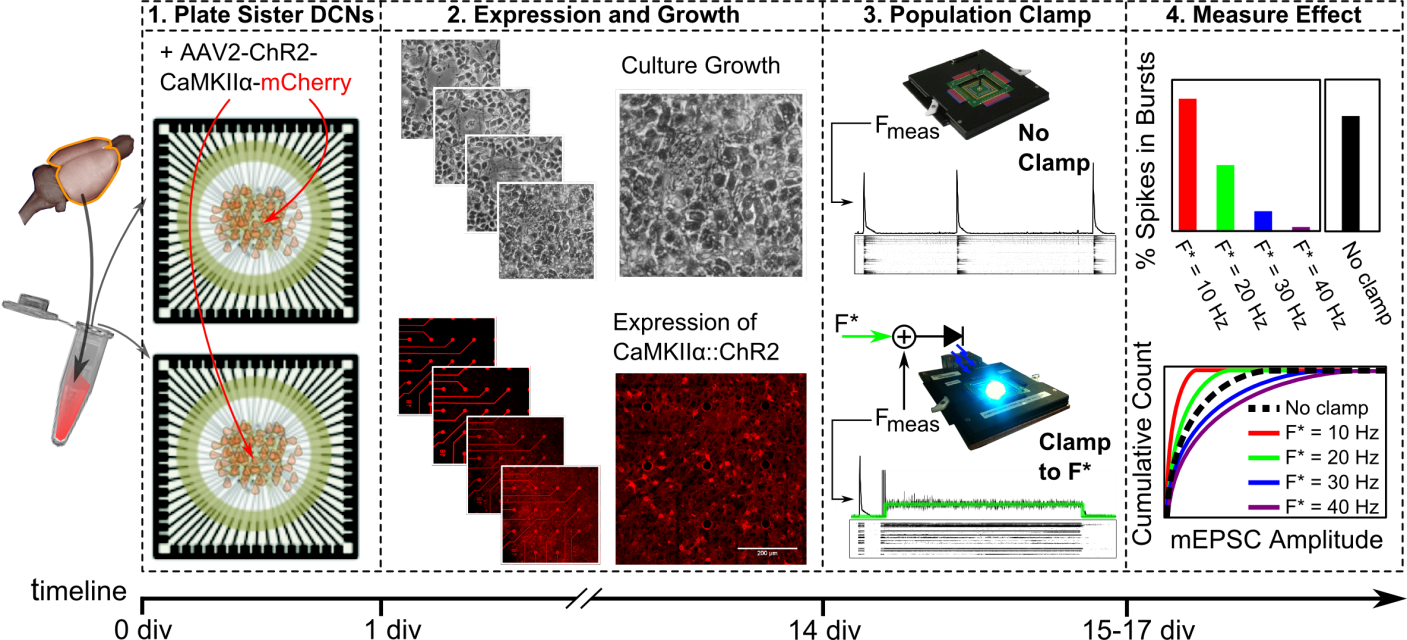 1. Plate Sister DCNs
+ AAV2-ChR2-
CaMKIIα-mCherry
2. Expression and Growth
Culture Growth
Expression of
CaMKIIα::ChR2
200 µm
3. Population Clamp
Fmeas
No
Clamp
F*
+
Fmeas
Clamp
to F*
4. Measure Effect
% Spikes in Bursts
F* = 10 Hz
F* = 20 Hz
F* = 30 Hz
F* = 40 Hz
No clamp
Cumulative Count
No clamp
F* = 10 Hz
F* = 20 Hz
F* = 30 Hz
F* = 40 Hz
mEPSC Amplitude
timeline
0 div
1 div
14 div
15-17 div